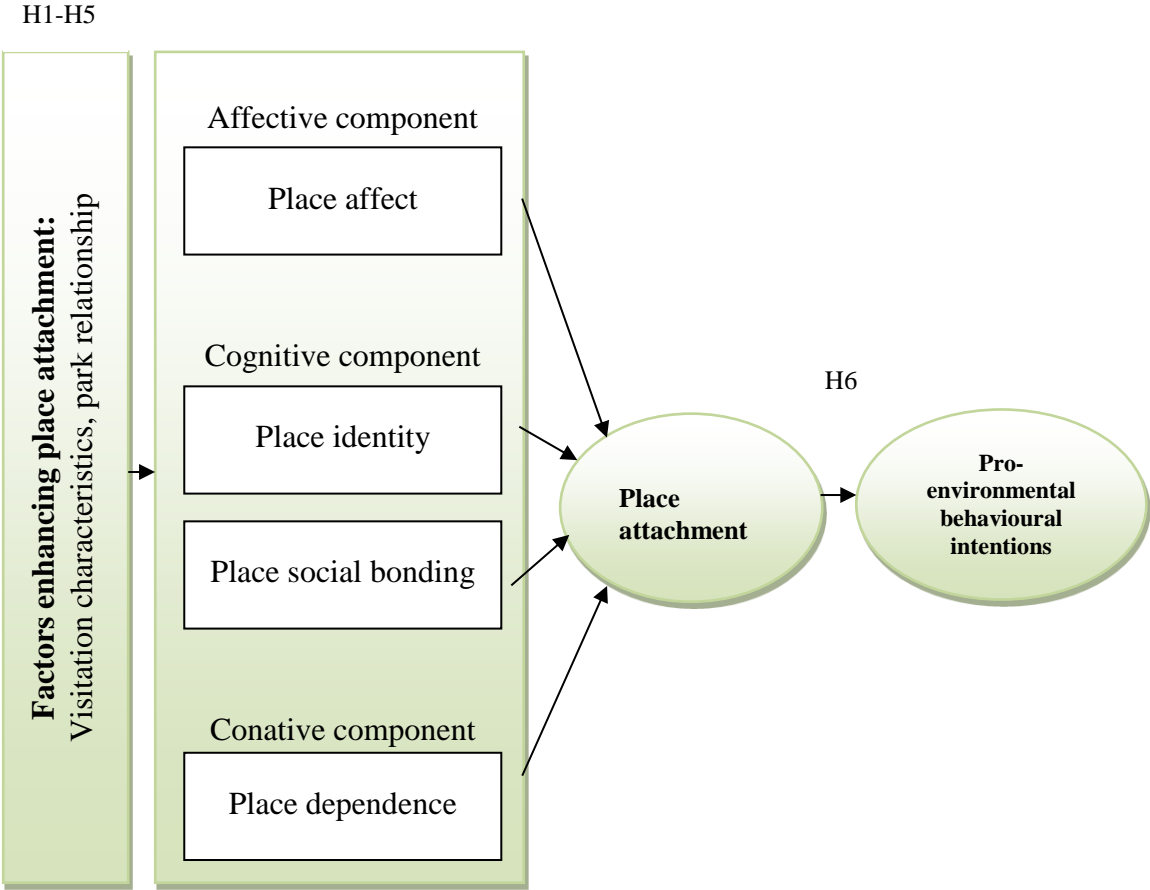 H1-H5
Factors enhancing place attachment:
Visitation characteristics, park relationship
Affective component
Place affect
Cognitive component
Place identity
Place social bonding
Conative component
Place dependence
Place
attachment
H6
Pro-
environmental
behavioural
intentions